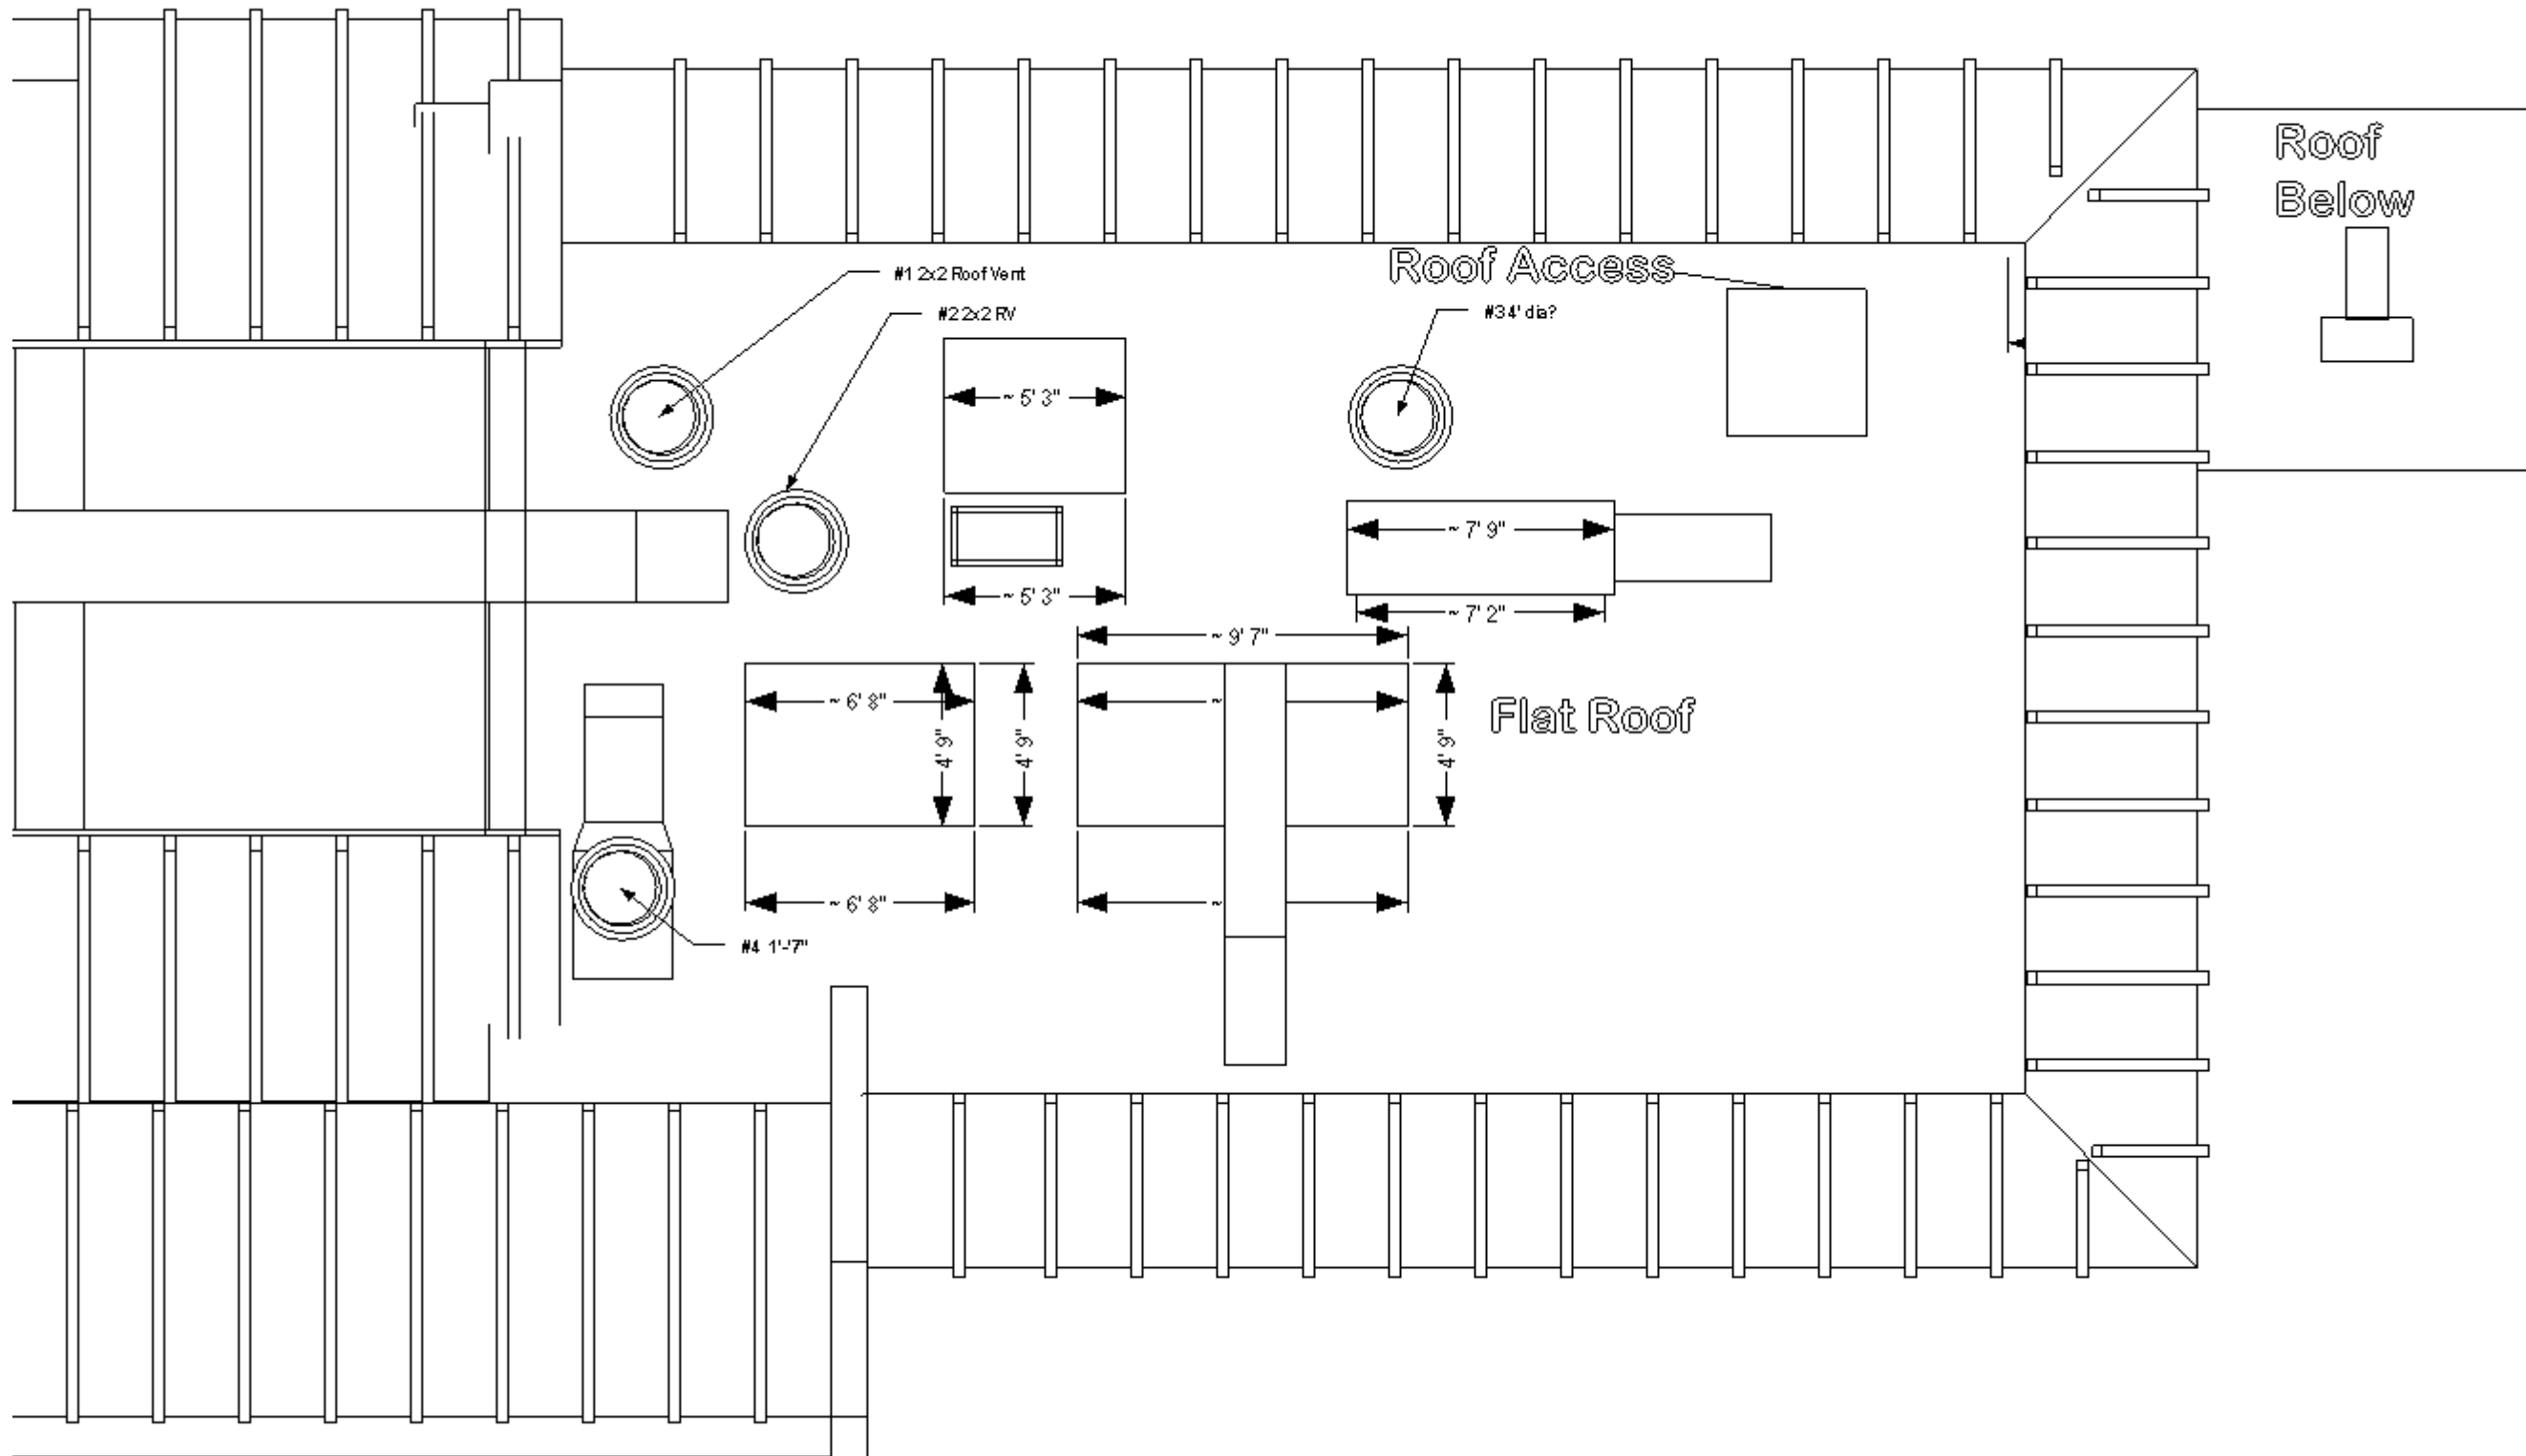 Roof
Below
Roof Access
#1 2x2 Roof Vent
#2 2x2 RV
#3 4' dia?
~ 5' 3"
~ 7' 9"
~ 5' 3"
~ 7' 2"
~ 9' 7"
~ 6' 8"
~
4' 9"
4' 9"
4' 9"
Flat Roof
~ 6' 8"
~
#4 1'-7"